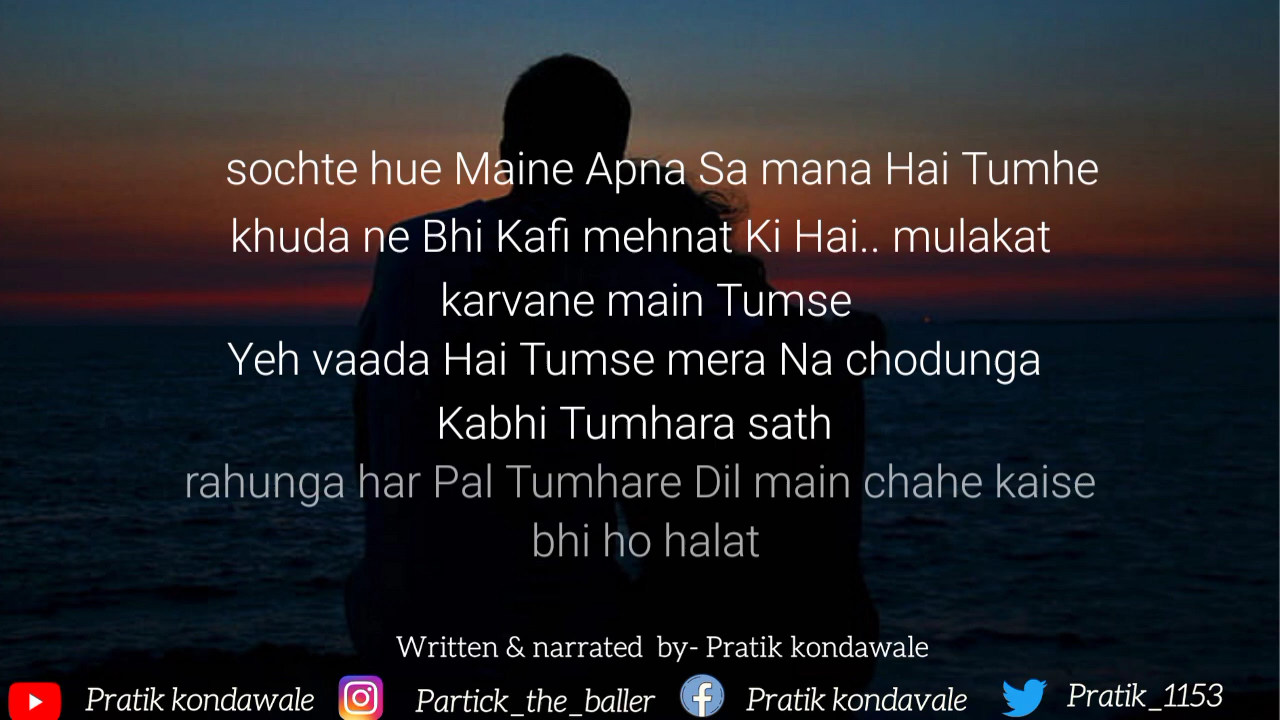 sochte hue Maine Apna Sa mana Hai Tumhe
khuda ne Bhi Kafi mehnat Ki Hai.. mulakat
karvane main Tumse
Yeh vaada Hai Tumse mera Na chodunga
Kabhi Tumhara sath
rahunga har Pal Tumhare Dil main chahe kaise
bhi ho halat
Written & narrated by- Pratik kondawale
Pratik kondawale Partick_the_baller Pratik kondavale Pratik_1153